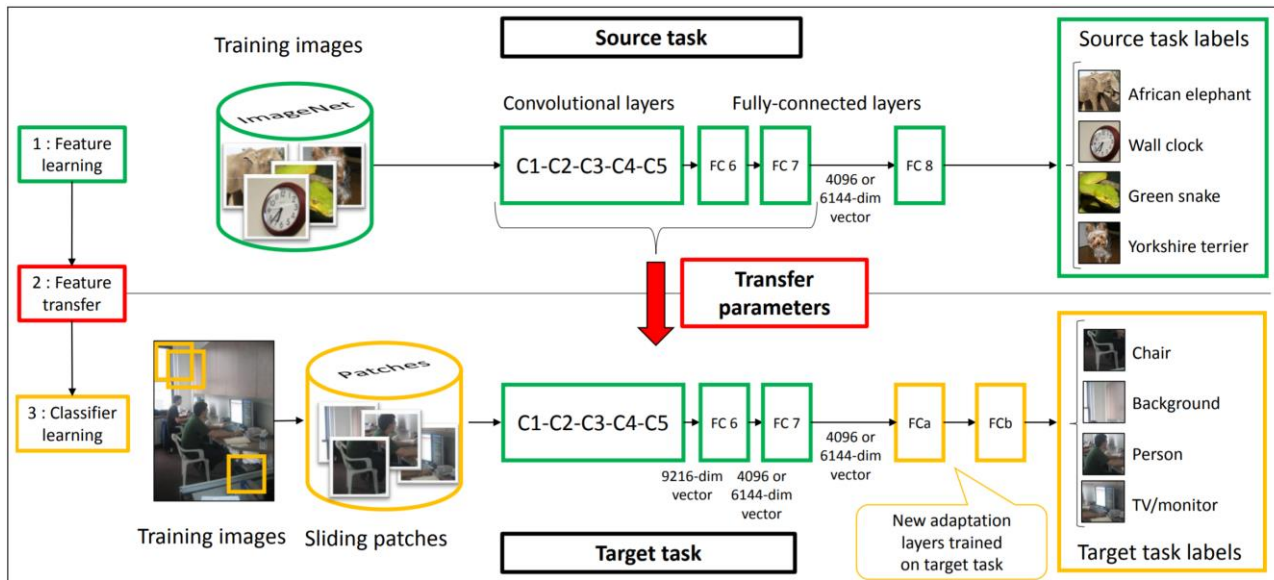 Source task
Training images
ImageNet
Convolutional layers
Fully-connected layers
1 : Feature
learning
C1-C2-C3-C4-C5
FC 6
FC 7
4096 or
6144-dim
vector
FC 8
Source task labels
African elephant
Wall clock
Green snake
Yorkshire terrier
2 : Feature
transfer
Transfer
parameters
3 : Classifier
learning
Training images
Patches
Sliding patches
C1-C2-C3-C4-C5
9216-dim
vector
FC 6
4096 or
6144-dim
vector
FC 7
4096 or
6144-dim
vector
FCa
FCb
New adaptation
layers trained
on target task
Chair
Background
Person
TV/monitor
Target task labels
Target task